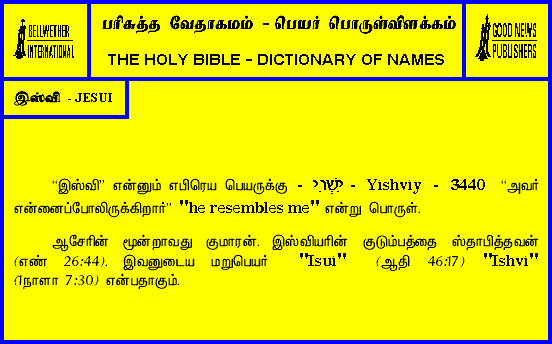 BELLWETHER
INTERNATIONAL
பரிசுத்த வேதாகமம் - பெயர் பொருள்விளக்கம்
THE HOLY BIBLE - DICTIONARY OF NAMES
GOOD NEWS
PUBLISHERS
இஸ்வி - JESUI
“இஸ்வி” என்னும் எபிரெய பெயருக்கு - יִשְׁוִי - Yishviy - 3440 “அவர்
என்னைப்போலிருக்கிறார்” "he resembles me" என்று பொருள்.
ஆசேரின் மூன்றாவது குமாரன். இஸ்வியரின் குடும்பத்தை ஸ்தாபித்தவன்
(எண் 26:44). இவனுடைய மறுபெயர் "Isui" (ஆதி 46:17) "Ishvi"
(1நாளா 7:30) என்பதாகும்.